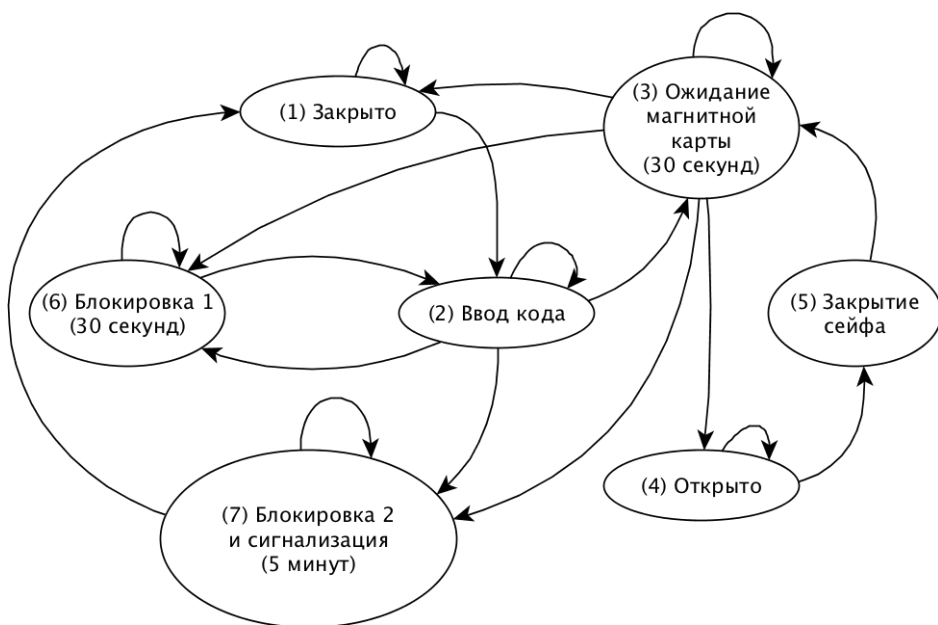 (1) Закрыто
(3) Ожидание
магнитной
карты
(30 секунд)
(6) Блокировка 1
(30 секунд)
(2) Ввод кода
(5) Закрытие
сейфа
(4) Открыто
(7) Блокировка 2
и сигнализация
(5 минут)